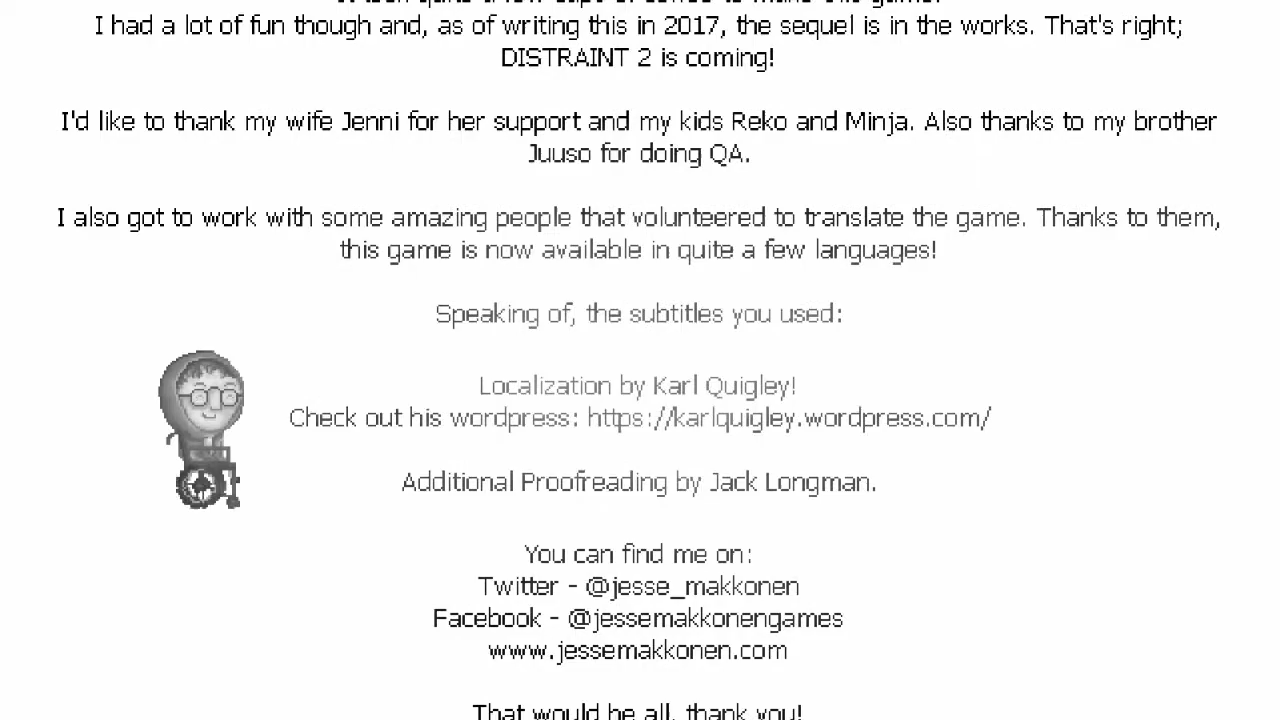 I had a lot of fun though and, as of writing this in 2017, the sequel is in the works. That's right;
DISTRAINT 2 is coming!
I'd like to thank my wife Jenni for her support and my kids Reko and Minja. Also thanks to my brother
Juuso for doing QA.
I also got to work with some amazing people that volunteered to translate the game. Thanks to them,
this game is now available in quite a few languages!
Speaking of, the subtitles you used:
Localization by Karl Quigley!
Check out his wordpress: https://karlquigley.wordpress.com/
Additional Proofreading by Jack Longman.
You can find me on:
Twitter - @jesse_makkonen
Facebook - @jessemakkonengames
www.jessemakkonen.com
That would be all, thank you!